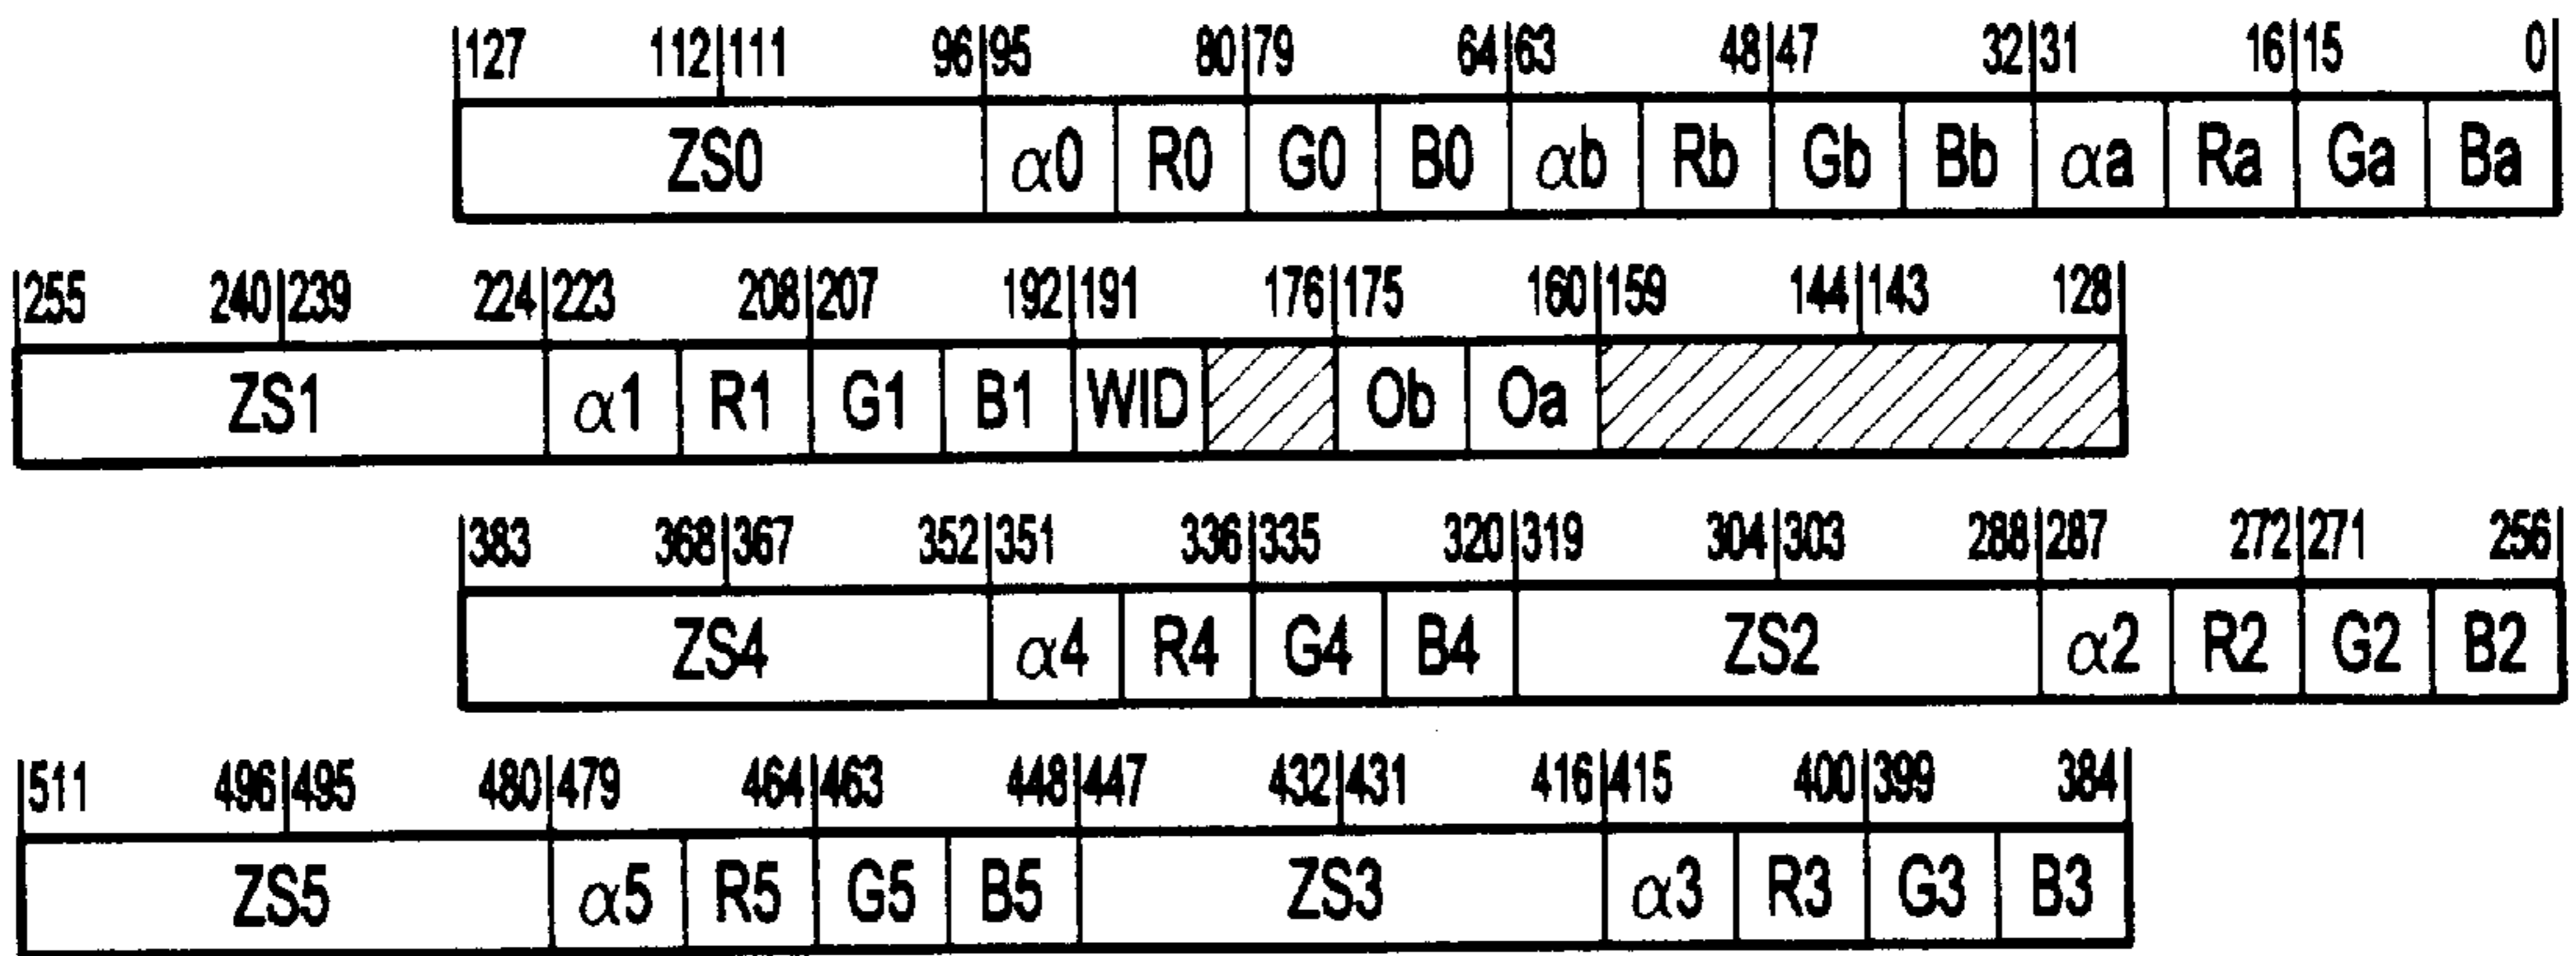 127 112 111 96 95 80 79 64 63 48 47 32 31 16 15 0
ZS0 α0 R0 G0 B0 αb Rb Gb Bb αa Ra Ga Ba
255 240 239 224 223 208 207 192 191 176 175 160 159 144 143 128
ZS1 α1 R1 G1 B1 WID Ob Oa
383 368 367 352 351 336 335 320 319 304 303 288 287 272 271 256
ZS4 α4 R4 G4 B4 ZS2 α2 R2 G2 B2
511 496 495 480 479 464 463 448 447 432 431 416 415 400 399 384
ZS5 α5 R5 G5 B5 ZS3 α3 R3 G3 B3